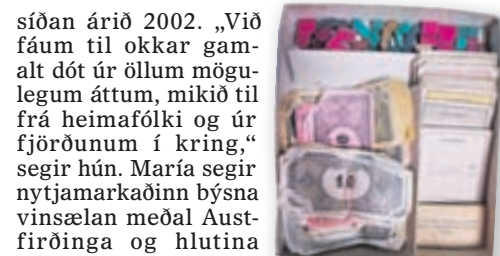 síðan árið 2002. „Við
fáum til okkar gam-
alt dót úr öllum mögu-
legum áttum, mikið til
frá heimafólki og úr
fjörðunum í kring,“
segir hún. María segir
nytjamarkaðinn býsna
vinsælan meðal Aust-
firðinga og hlutina